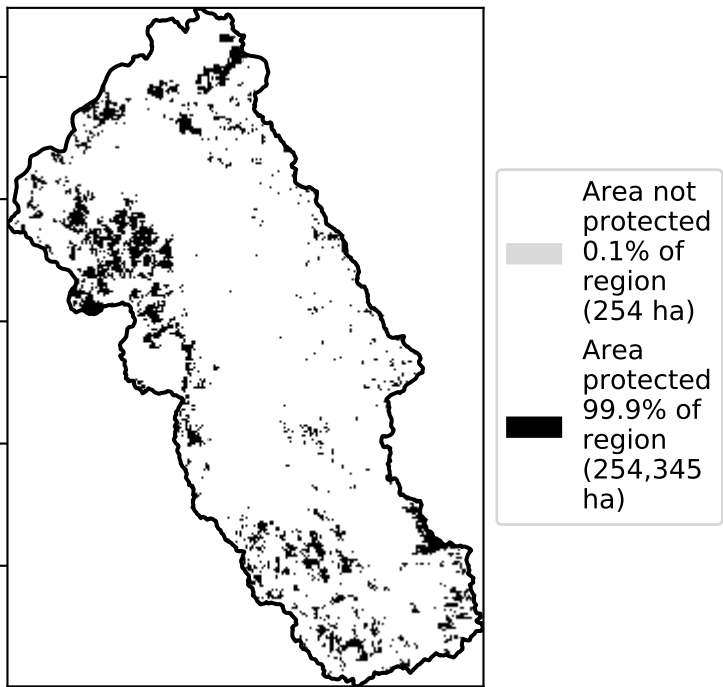 Area not
protected
0.1% of
region
(254 ha)
Area
protected
99.9% of
region
(254,345
ha)